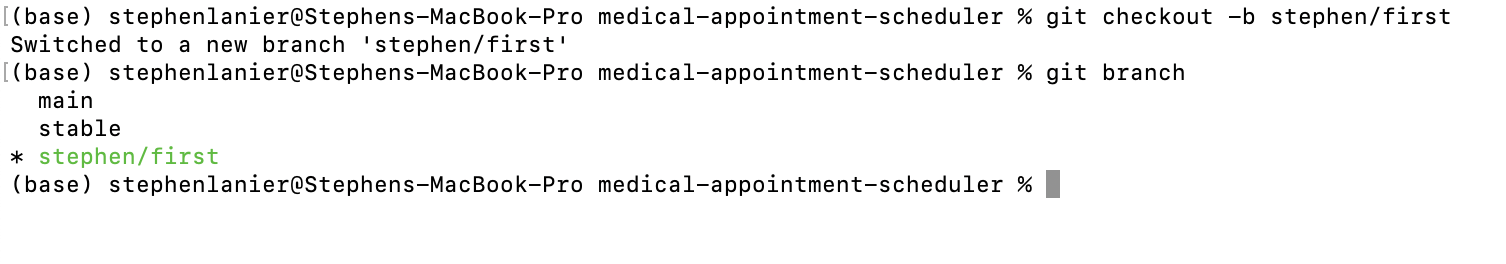 [(base) stephenlanier@Stephens-MacBook-Pro medical-appointment-scheduler % git checkout -b stephen/first
Switched to a new branch 'stephen/first'
[(base) stephenlanier@Stephens-MacBook-Pro medical-appointment-scheduler % git branch
  main
  stable
* stephen/first
(base) stephenlanier@Stephens-MacBook-Pro medical-appointment-scheduler %